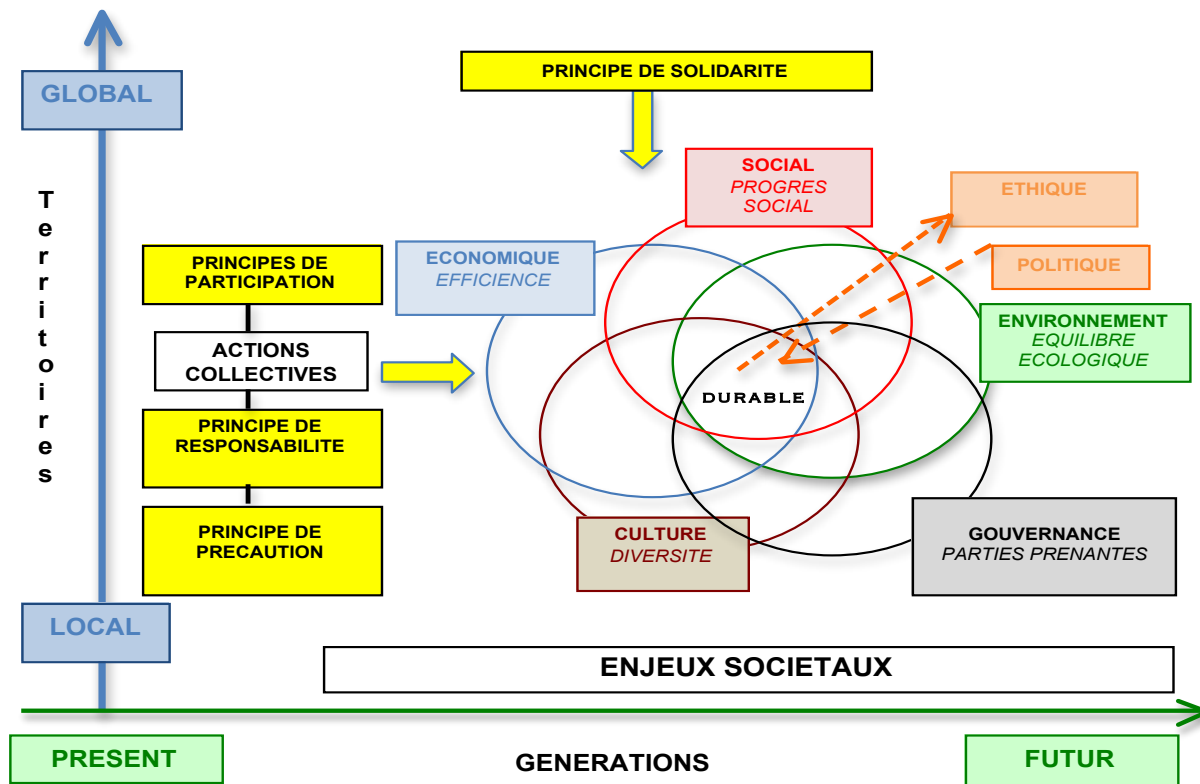 PRINCIPE DE SOLIDARITE
GLOBAL
Territoires
SOCIAL
PROGRES
SOCIAL
ETHIQUE
POLITIQUE
PRINCIPES DE
PARTICIPATION
ECONOMIQUE
EFFICIENCE
ENVIRONNEMENT
EQUILIBRE
ECOLOGIQUE
ACTIONS
COLLECTIVES
DURABLE
PRINCIPE DE
RESPONSABILITE
PRINCIPE DE
PRECAUTION
CULTURE
DIVERSITE
GOUVERNANCE
PARTIES PRENANTES
LOCAL
ENJEUX SOCIETAUX
PRESENT
GENERATIONS
FUTUR